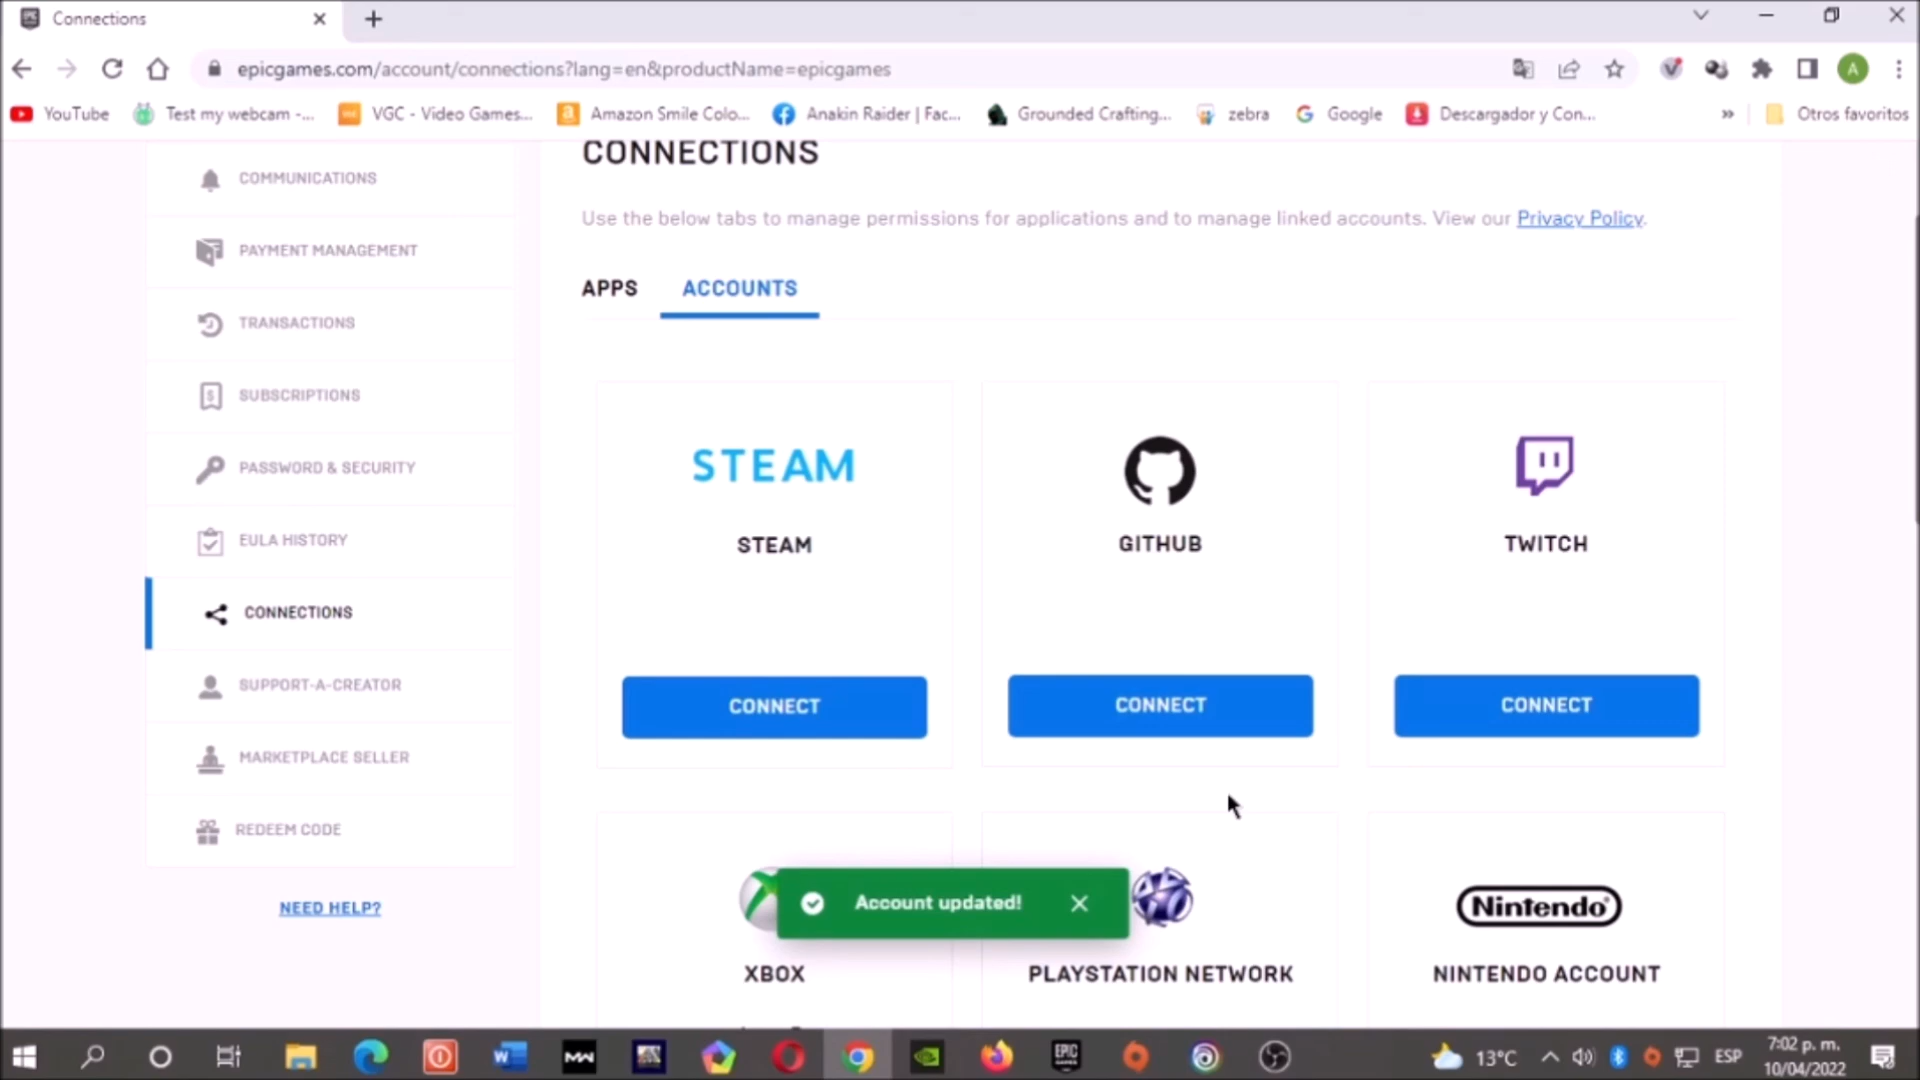 Connections
epicgames.com/account/connections?lang=en&productName=epicgames
A
YouTube
Test my webcam -...
VGC - Video Games...
Amazon Smile Colo...
Anakin Raider | Fac...
Grounded Crafting...
zebra
Google
Descargador y Con...
»
Otros favoritos
COMMUNICATIONS
PAYMENT MANAGEMENT
TRANSACTIONS
SUBSCRIPTIONS
PASSWORD & SECURITY
EULA HISTORY
CONNECTIONS
SUPPORT-A-CREATOR
MARKETPLACE SELLER
REDEEM CODE
NEED HELP?
CONNECTIONS
Use the below tabs to manage permissions for applications and to manage linked accounts. View our Privacy Policy.
APPS
ACCOUNTS
STEAM
STEAM
CONNECT
GITHUB
CONNECT
TWITCH
CONNECT
XBOX
Account updated!
PLAYSTATION NETWORK
Nintendo
NINTENDO ACCOUNT
W
MW
EPIC
GAMES
13°C
ESP
7:02 p. m.
10/04/2022